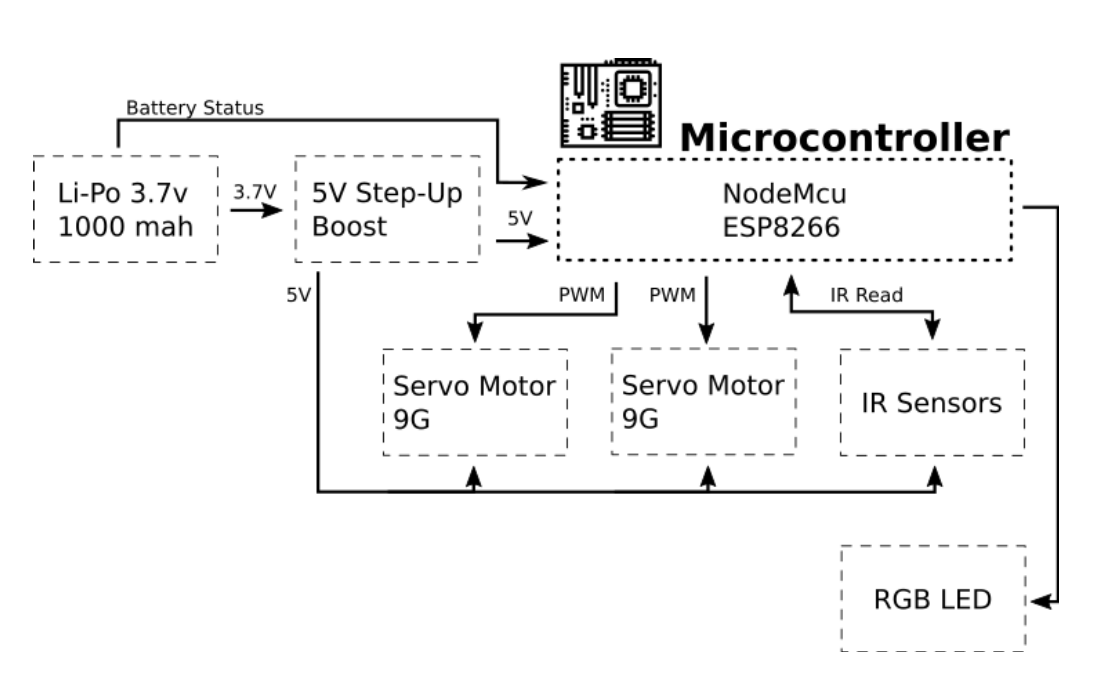 Battery Status
Microcontroller
Li-Po 3.7v
1000 mah
3.7V
5V Step-Up
Boost
5V
NodeMcu
ESP8266
5V
PWM
PWM
IR Read
Servo Motor
9G
Servo Motor
9G
IR Sensors
RGB LED